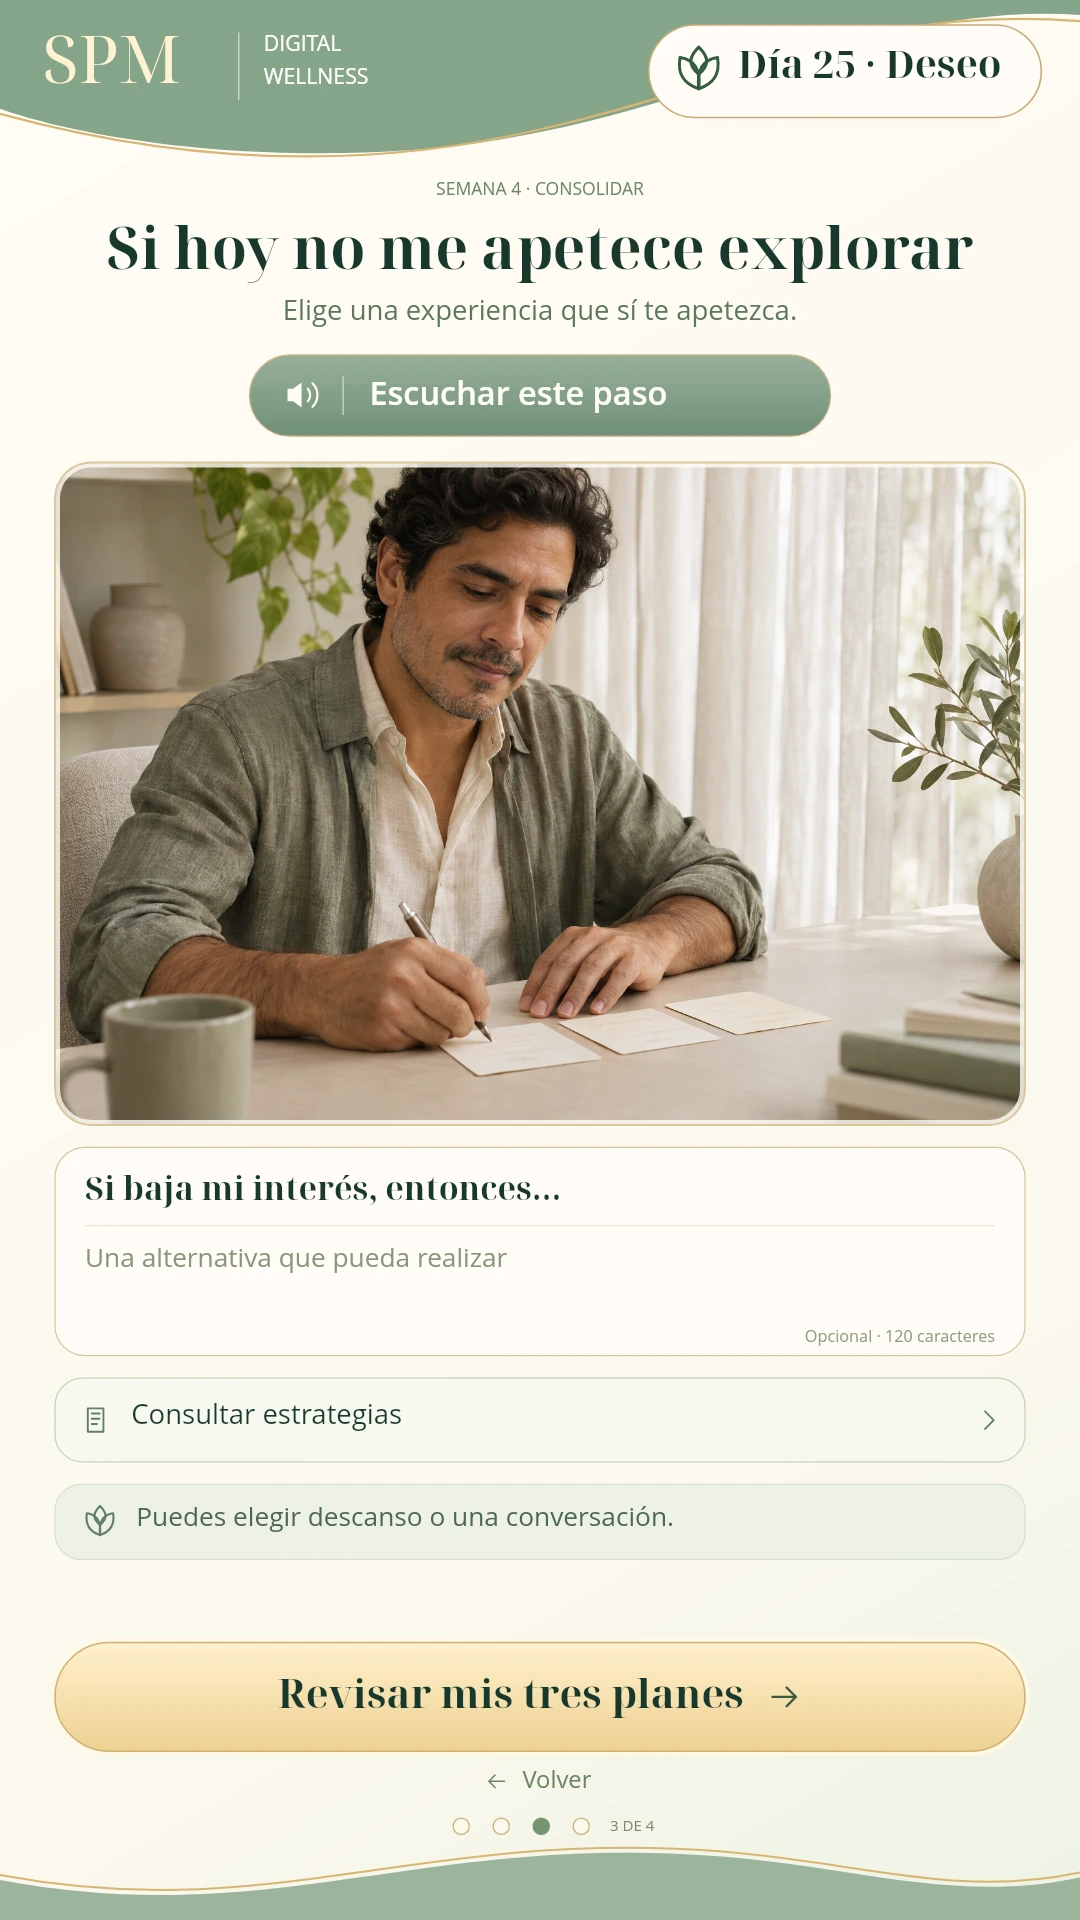 SPM
DIGITAL
WELLNESS
Día 25 · Deseo
SEMANA 4 · CONSOLIDAR
Si hoy no me apetece explorar
Elige una experiencia que sí te apetezca.
Escuchar este paso
Si baja mi interés, entonces...
Una alternativa que pueda realizar
Opcional · 120 caracteres
Consultar estrategias
Puedes elegir descanso o una conversación.
Revisar mis tres planes →
← Volver
3 DE 4